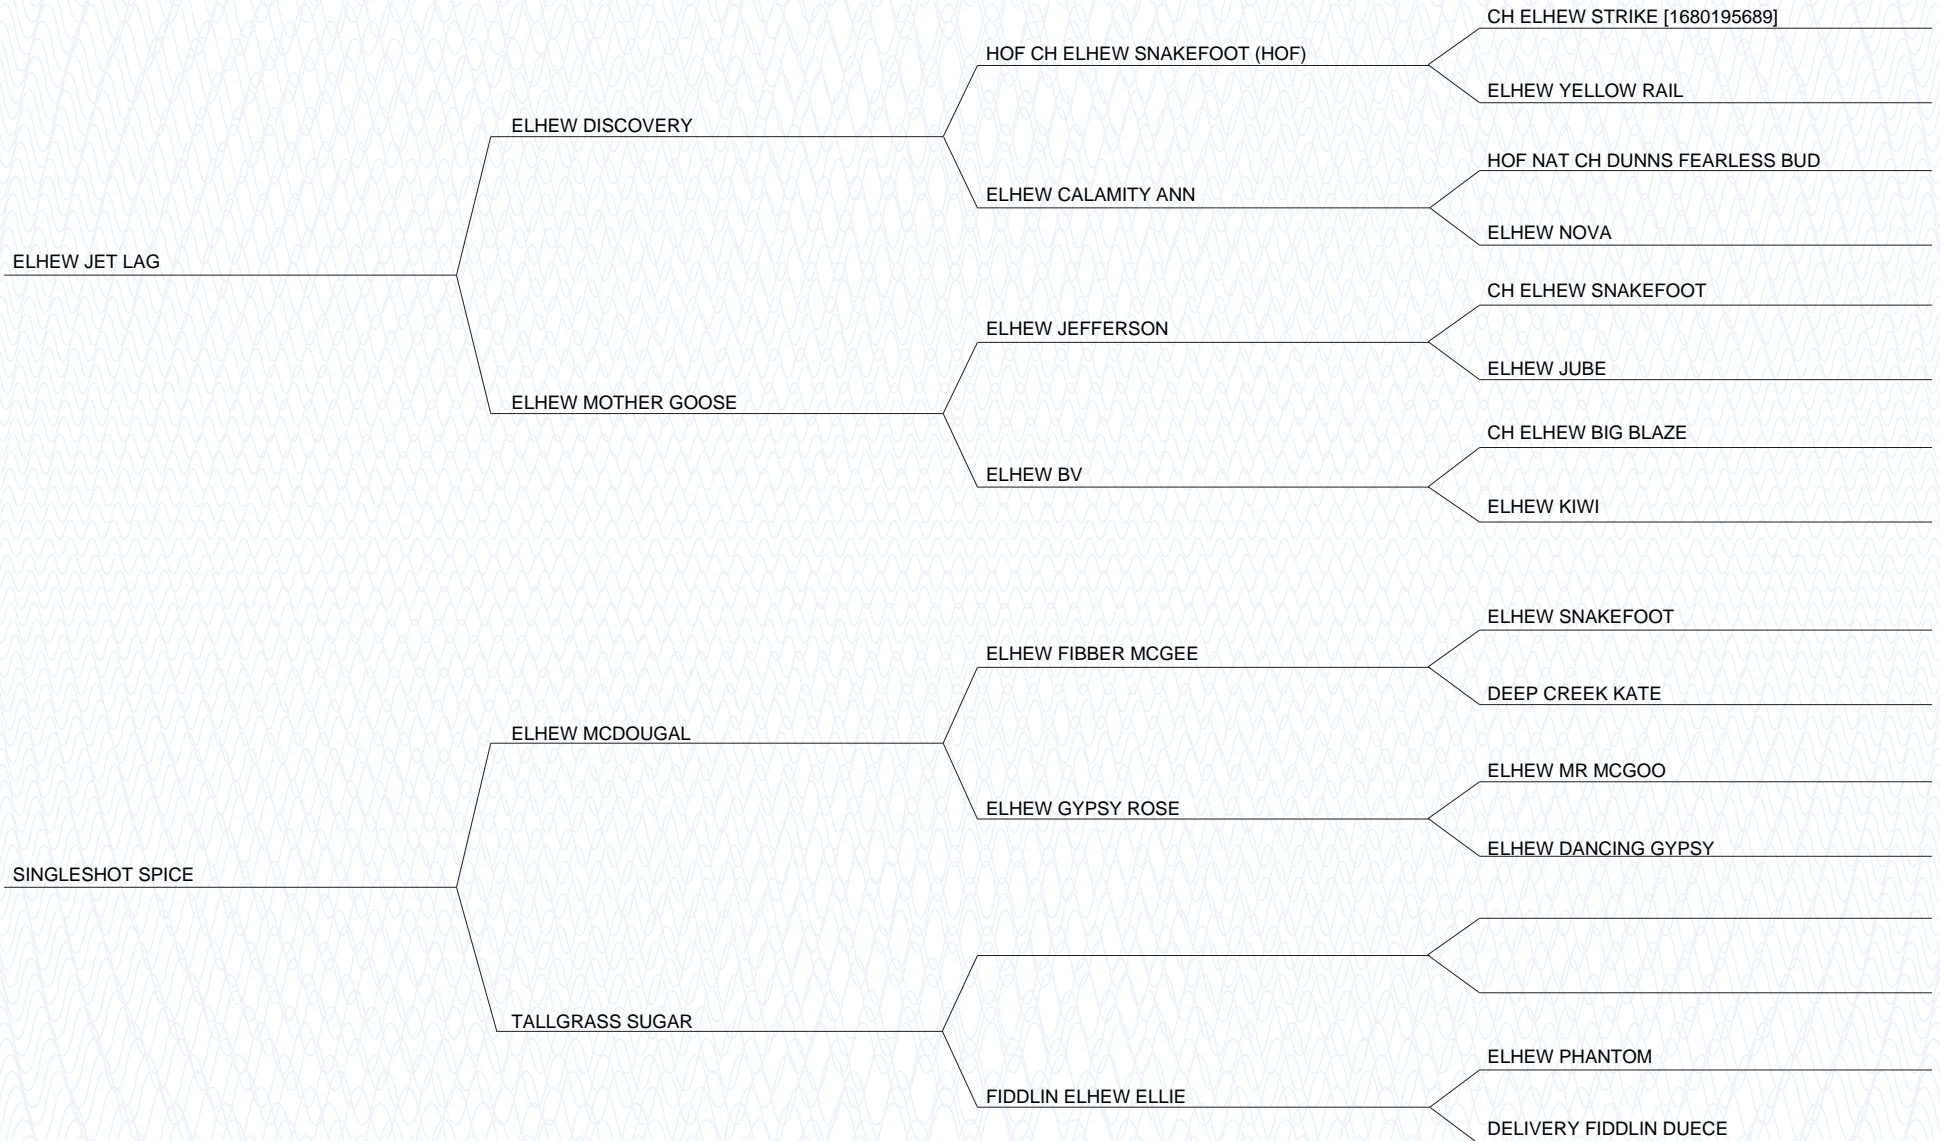 CH ELHEW STRIKE [1680195689]
HOF CH ELHEW SNAKEFOOT (HOF)
ELHEW YELLOW RAIL
ELHEW DISCOVERY
HOF NAT CH DUNNS FEARLESS BUD
ELHEW CALAMITY ANN
ELHEW NOVA
ELHEW JET LAG
CH ELHEW SNAKEFOOT
ELHEW JEFFERSON
ELHEW JUBE
ELHEW MOTHER GOOSE
CH ELHEW BIG BLAZE
ELHEW BV
ELHEW KIWI
ELHEW SNAKEFOOT
ELHEW FIBBER MCGEE
DEEP CREEK KATE
ELHEW MCDOUGAL
ELHEW MR MCGOO
ELHEW GYPSY ROSE
ELHEW DANCING GYPSY
SINGLESHOT SPICE
TALLGRASS SUGAR
ELHEW PHANTOM
FIDDLIN ELHEW ELLIE
DELIVERY FIDDLIN DUECE